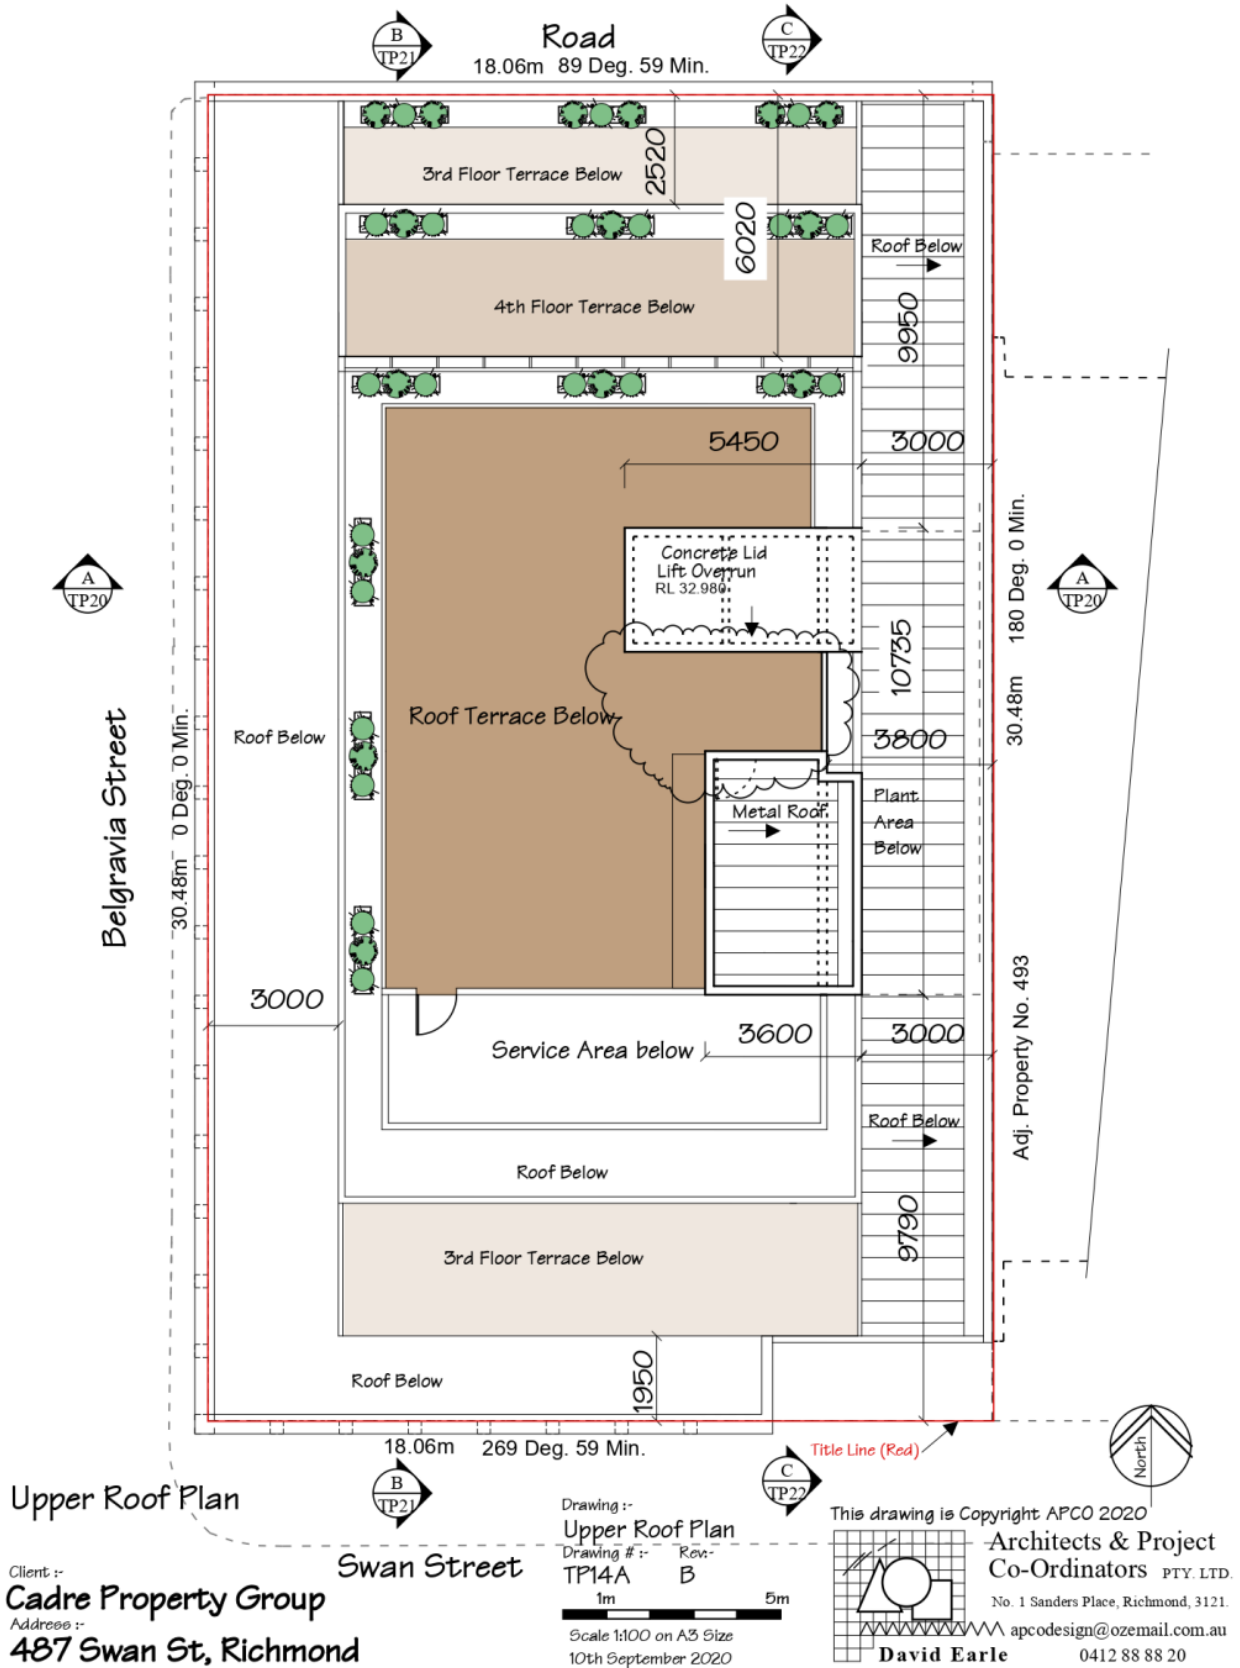 B
TP21
Road
C
TP22
18.06m 89 Deg. 59 Min.
3rd Floor Terrace Below
2520
6020
Roof Below
4th Floor Terrace Below
9950
5450
3000
Concrete Lid
Lift Overrun
RL 32.980
A
TP20
A
TP20
180 Deg. 0 Min.
30.48m
10735
Roof Terrace Below
Roof Below
3800
Belgravia Street
30.48m 0 Deg. 0 Min.
Metal Roof
Plant
Area
Below
3000
3600
3000
Service Area below
Adj. Property No. 493
Roof Below
Roof Below
9790
3rd Floor Terrace Below
Roof Below
1950
18.06m 269 Deg. 59 Min.
Title Line (Red)
North
B
TP21
C
TP22
Upper Roof Plan
Swan Street
Client :-
Cadre Property Group
Address :-
487 Swan St, Richmond
Drawing :-
Upper Roof Plan
Drawing # :- Rev:-
TP14A B
1m 5m
Scale 1:100 on A3 Size
10th September 2020
This drawing is Copyright APCO 2020
Architects & Project
Co-Ordinators PTY. LTD.
No. 1 Sanders Place, Richmond, 3121.
apcodesign@ozemail.com.au
David Earle 0412 88 88 20